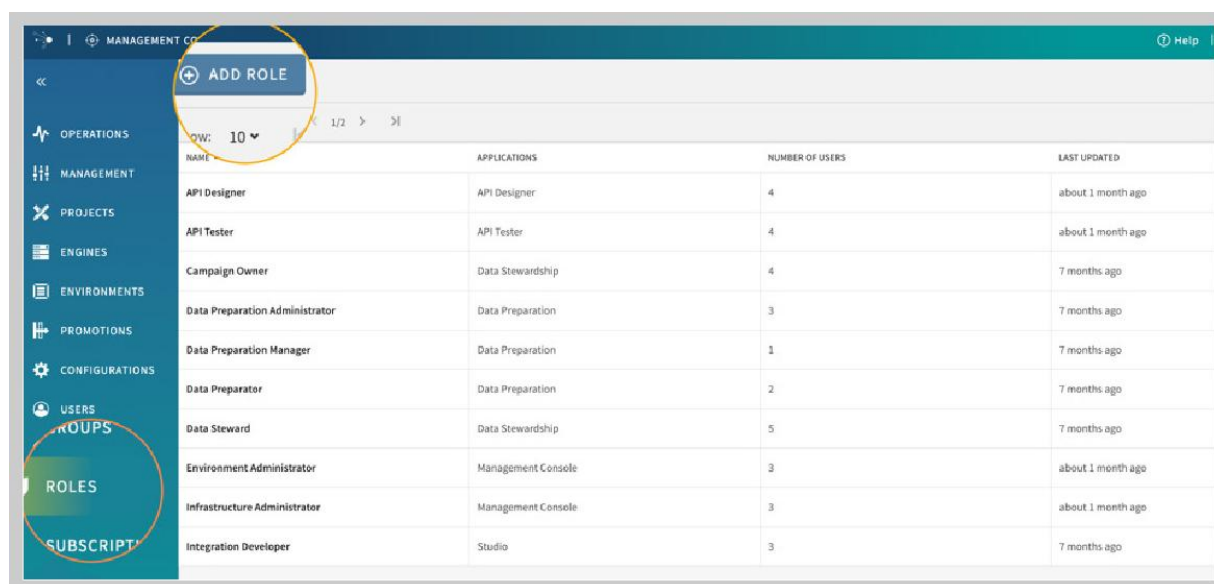 MANAGEMENT CO
Help
ADD ROLE
ow: 10
1/2
OPERATIONS
MANAGEMENT
PROJECTS
ENGINES
ENVIRONMENTS
PROMOTIONS
CONFIGURATIONS
USERS
ROUPS
ROLES
SUBSCRIPT
NAME APPLICATIONS NUMBER OF USERS LAST UPDATED
API Designer API Designer 4 about 1 month ago
API Tester API Tester 4 about 1 month ago
Campaign Owner Data Stewardship 4 7 months ago
Data Preparation Administrator Data Preparation 3 7 months ago
Data Preparation Manager Data Preparation 1 7 months ago
Data Preparator Data Preparation 2 7 months ago
Data Steward Data Stewardship 5 7 months ago
Environment Administrator Management Console 3 about 1 month ago
Infrastructure Administrator Management Console 3 about 1 month ago
Integration Developer Studio 3 7 months ago